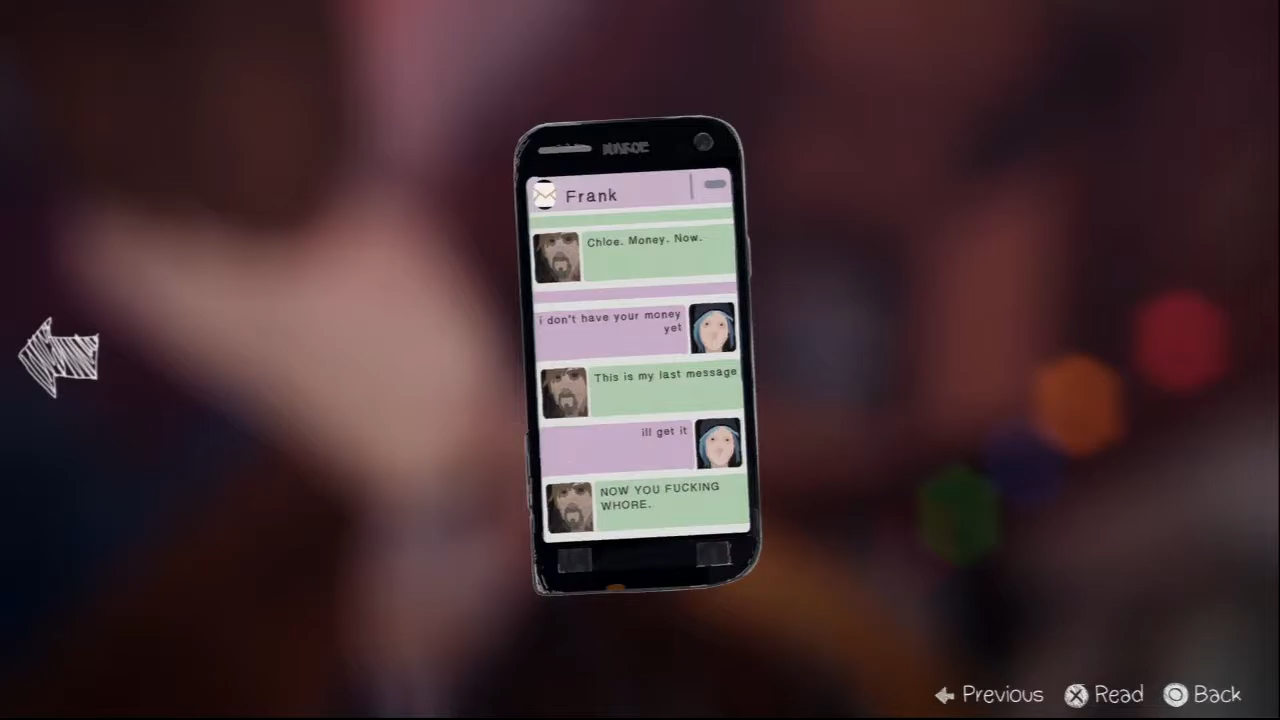 Frank
Chloe. Money. Now.
i don't have your money
yet
This is my last message
ill get it
NOW YOU FUCKING
WHORE.
Previous
Read
Back